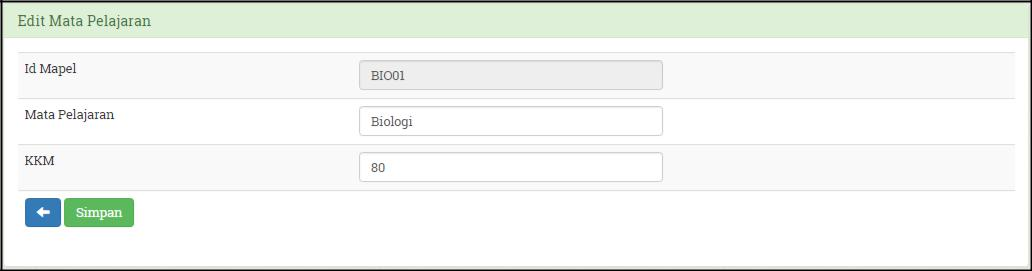 Edit Mata Pelajaran
Id Mapel BIO01
Mata Pelajaran Biologi
KKM 80
Simpan